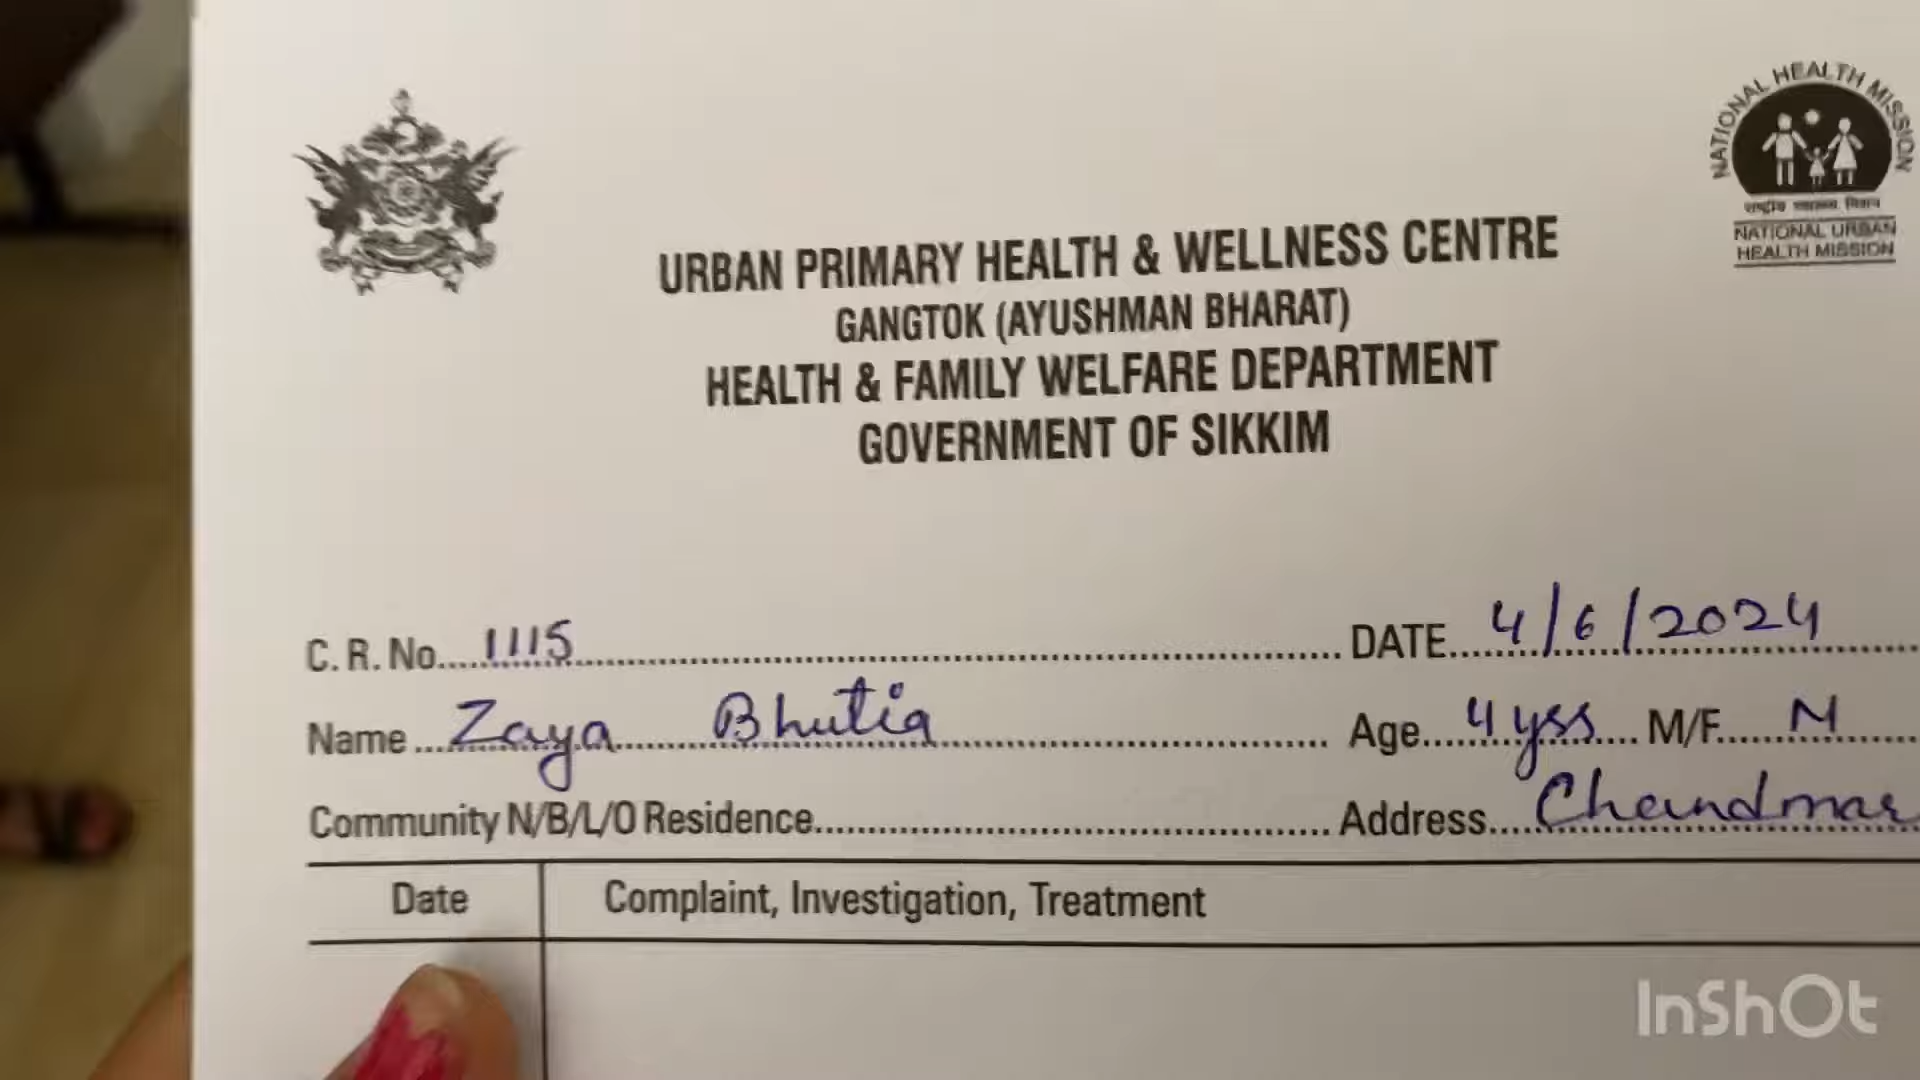 NATIONAL HEALTH MISSION
राष्ट्रीय स्वास्थ्य मिशन
NATIONAL URBAN
HEALTH MISSION
URBAN PRIMARY HEALTH & WELLNESS CENTRE
GANGTOK (AYUSHMAN BHARAT)
HEALTH & FAMILY WELFARE DEPARTMENT
GOVERNMENT OF SIKKIM
C. R. No. 1115 DATE 4/6/2024
Name Zaya Bhutia Age 4 yss M/F M
Community N/B/L/O Residence Address Chandmar
Date Complaint, Investigation, Treatment
InShOt